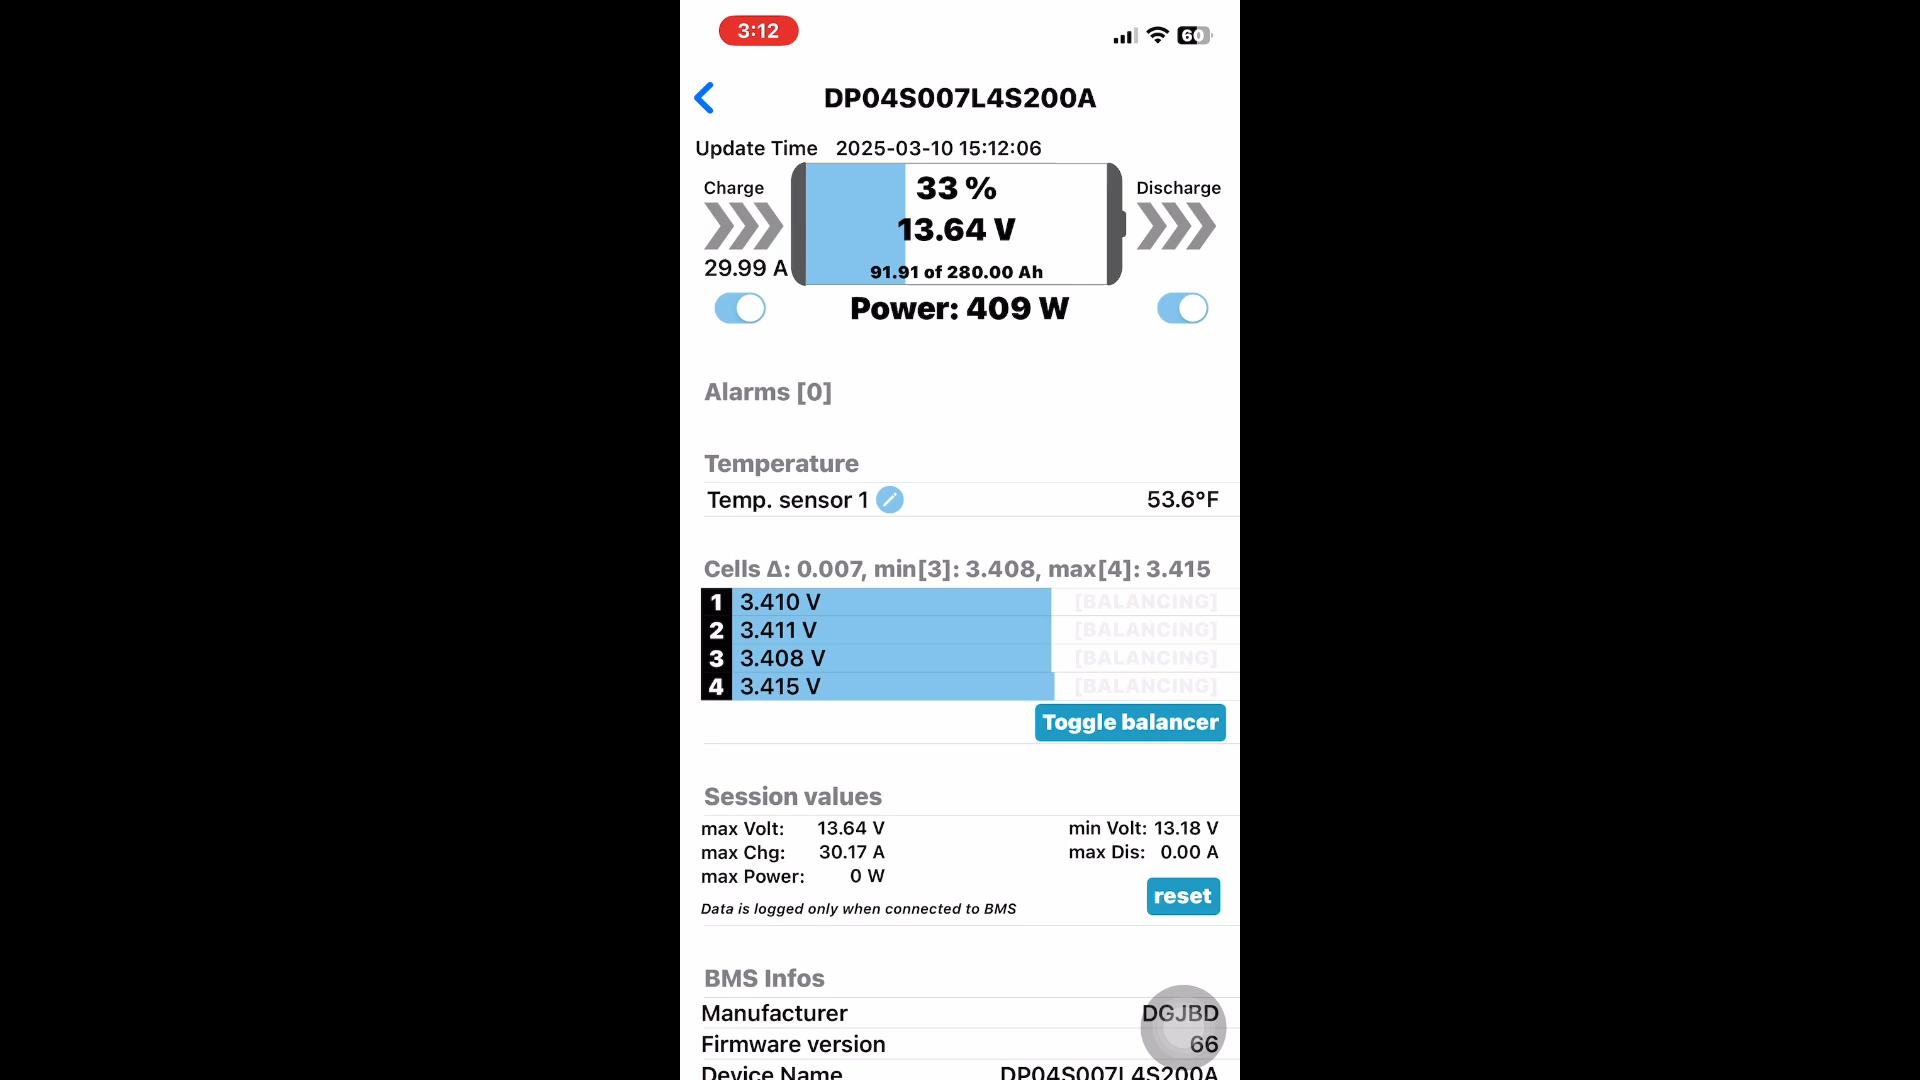 3:12
60
DP04S007L4S200A
Update Time 2025-03-10 15:12:06
Charge
33 %
Discharge
13.64 V
29.99 A
91.91 of 280.00 Ah
Power: 409 W
Alarms [0]
Temperature
Temp. sensor 1 53.6ºF
Cells Δ: 0.007, min[3]: 3.408, max[4]: 3.415
1 3.410 V [BALANCING]
2 3.411 V [BALANCING]
3 3.408 V [BALANCING]
4 3.415 V [BALANCING]
Toggle balancer
Session values
max Volt: 13.64 V min Volt: 13.18 V
max Chg: 30.17 A max Dis: 0.00 A
max Power: 0 W
reset
Data is logged only when connected to BMS
BMS Infos
Manufacturer DGJBD
Firmware version 66
Device Name DP04S007L4S200A